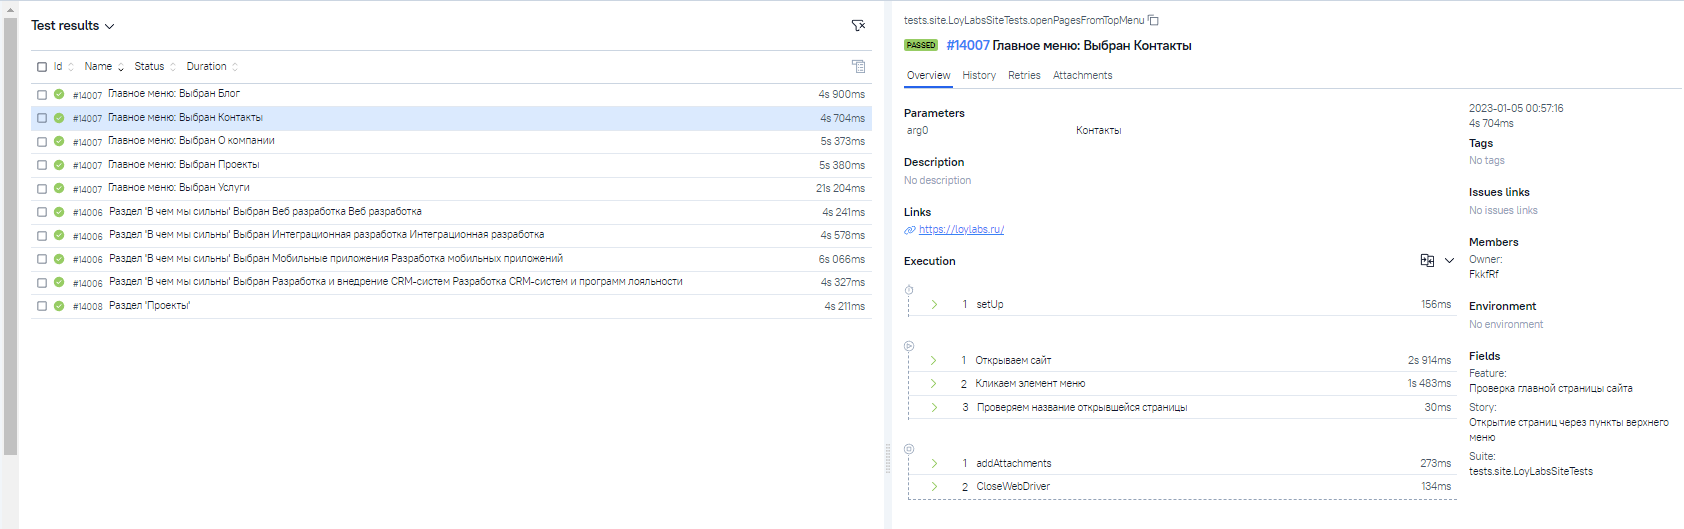 Test results
Id Name Status Duration
#14007 Главное меню: Выбран Блог 4s 900ms
#14007 Главное меню: Выбран Контакты 4s 704ms
#14007 Главное меню: Выбран О компании 5s 373ms
#14007 Главное меню: Выбран Проекты 5s 380ms
#14007 Главное меню: Выбран Услуги 21s 204ms
#14006 Раздел 'В чем мы сильны' Выбран Веб разработка Веб разработка 4s 241ms
#14006 Раздел 'В чем мы сильны' Выбран Интеграционная разработка Интеграционная разработка 4s 578ms
#14006 Раздел 'В чем мы сильны' Выбран Мобильные приложения Разработка мобильных приложений 6s 066ms
#14006 Раздел 'В чем мы сильны' Выбран Разработка и внедрение CRM-систем Разработка CRM-систем и программ лояльности 4s 327ms
#14008 Раздел 'Проекты' 4s 211ms
tests.site.LoyLabsSiteTests.openPagesFromTopMenu
PASSED #14007 Главное меню: Выбран Контакты
Overview History Retries Attachments
Parameters
arg0 Контакты
Description
No description
Links
https://loylabs.ru/
Execution
1 setUp 156ms
1 Открываем сайт 2s 914ms
2 Кликаем элемент меню 1s 483ms
3 Проверяем название открывшейся страницы 30ms
1 addAttachments 273ms
2 CloseWebDriver 134ms
2023-01-05 00:57:16
4s 704ms
Tags
No tags
Issues links
No issues links
Members
Owner:
FkkfRf
Environment
No environment
Fields
Feature:
Проверка главной страницы сайта
Story:
Открытие страниц через пункты верхнего
меню
Suite:
tests.site.LoyLabsSiteTests